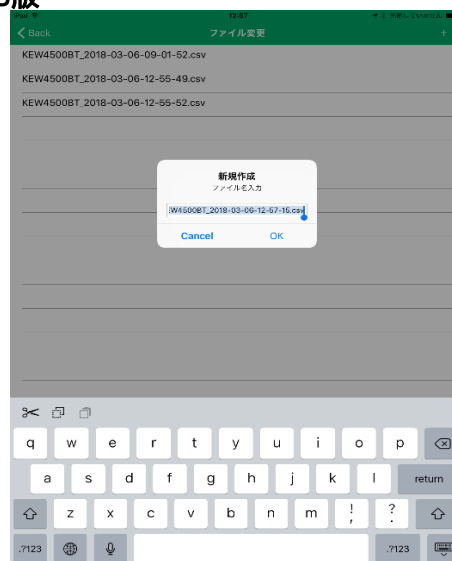 版
iPad 12:57
Back ファイル変更 +
KEW4500BT_2018-03-06-09-01-52.csv
KEW4500BT_2018-03-06-12-55-49.csv
KEW4500BT_2018-03-06-12-55-52.csv
新規作成
ファイル名入力
W4500BT_2018-03-06-12-57-15.csv
Cancel OK
q w e r t y u i o p
a s d f g h j k l return
z x c v b n m ! , ? .
.?123 .?123